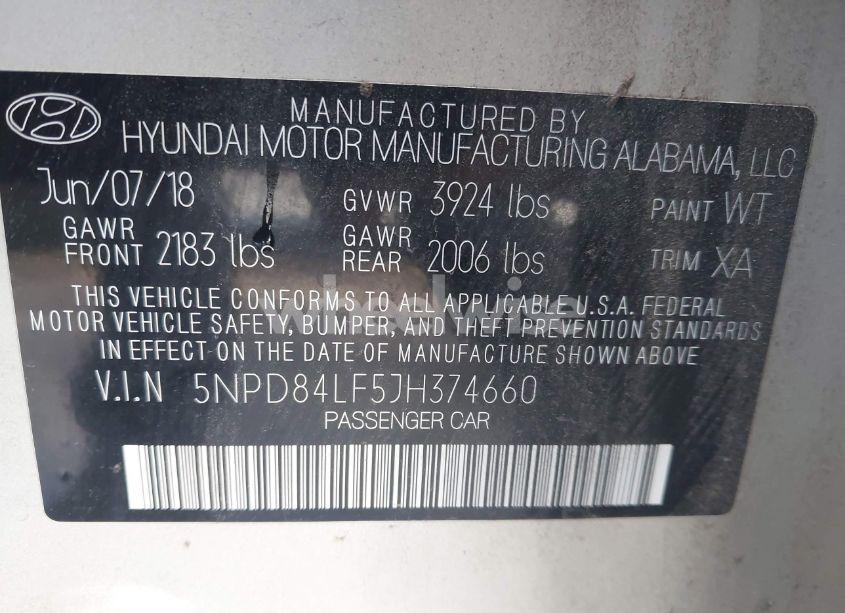 MANUFACTURED BY
HYUNDAI MOTOR MANUFACTURING ALABAMA, LLC
Jun/07/18 GVWR 3924 lbs PAINT WT
GAWR FRONT 2183 lbs GAWR REAR 2006 lbs TRIM XA
THIS VEHICLE CONFORMS TO ALL APPLICABLE U.S.A. FEDERAL
MOTOR VEHICLE SAFETY, BUMPER, AND THEFT PREVENTION STANDARDS
IN EFFECT ON THE DATE OF MANUFACTURE SHOWN ABOVE.
V.I.N 5NPD84LF5JH374660
PASSENGER CAR